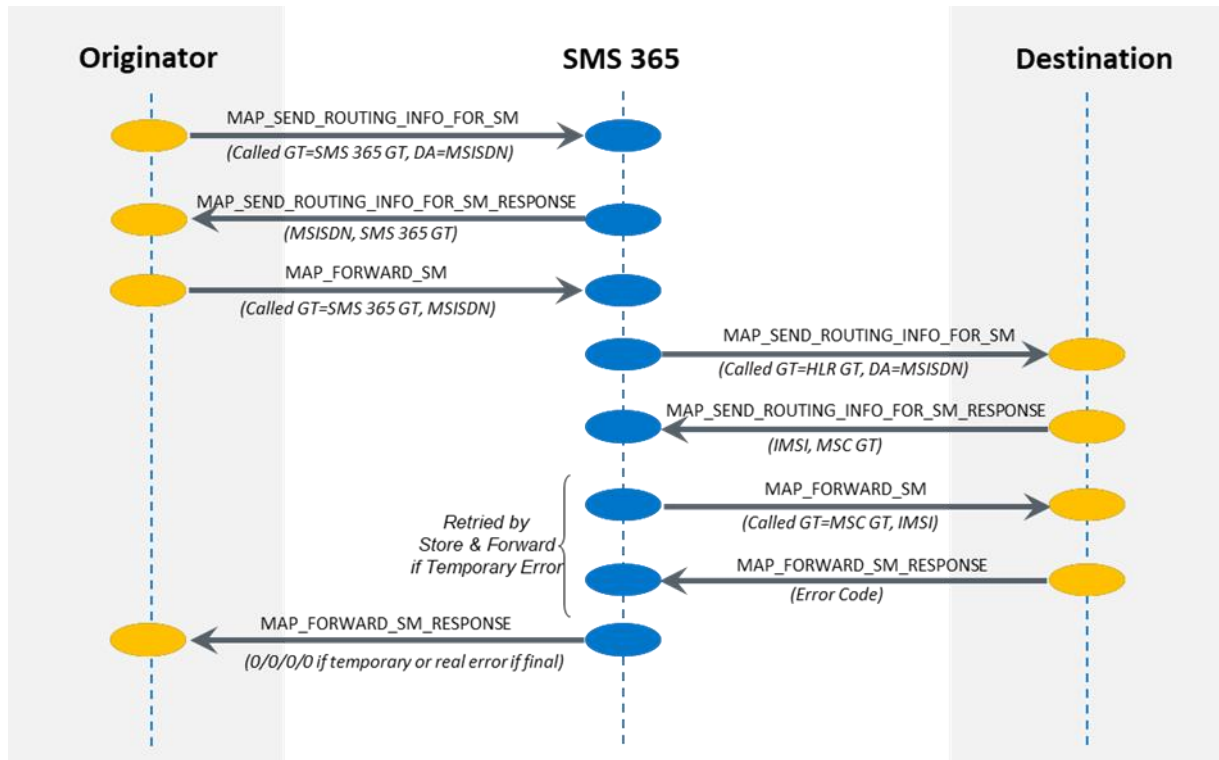 Originator
SMS 365
Destination
MAP_SEND_ROUTING_INFO_FOR_SM
(Called GT=SMS 365 GT, DA=MSISDN)
MAP_SEND_ROUTING_INFO_FOR_SM_RESPONSE
(MSISDN, SMS 365 GT)
MAP_FORWARD_SM
(Called GT=SMS 365 GT, MSISDN)
MAP_SEND_ROUTING_INFO_FOR_SM
(Called GT=HLR GT, DA=MSISDN)
MAP_SEND_ROUTING_INFO_FOR_SM_RESPONSE
(IMSI, MSC GT)
MAP_FORWARD_SM
(Called GT=MSC GT, IMSI)
Retried by
Store & Forward
if Temporary Error
MAP_FORWARD_SM_RESPONSE
(Error Code)
MAP_FORWARD_SM_RESPONSE
(0/0/0/0 if temporary or real error if final)